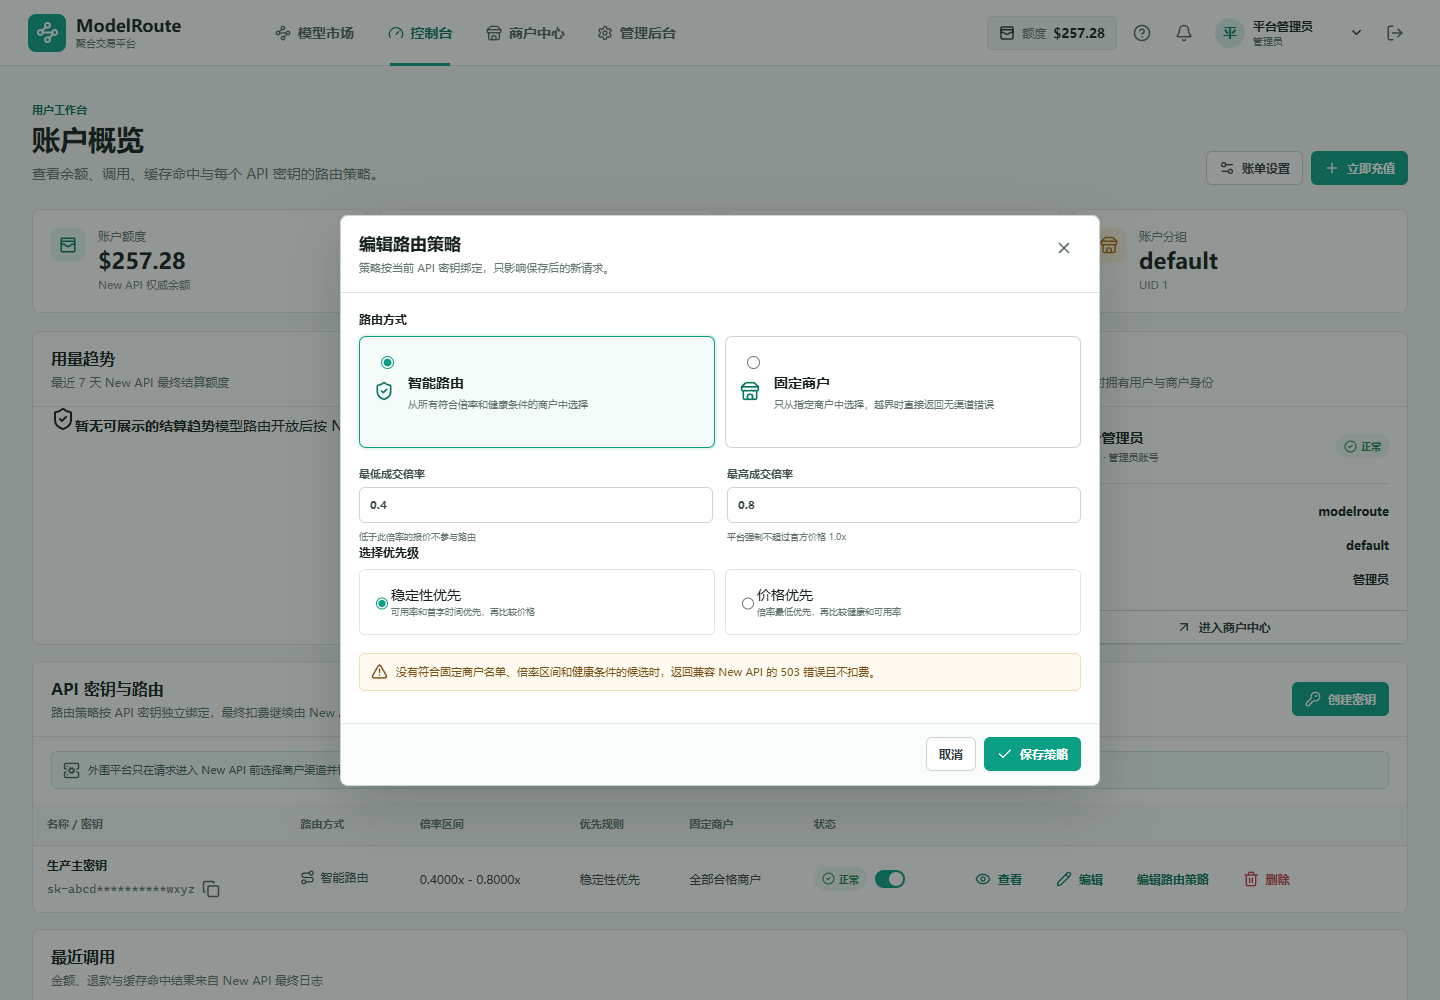 ModelRoute
聚合交易平台
模型市场
控制台
商户中心
管理后台
额度 $257.28
平
平台管理员
管理员
用户工作台
账户概览
查看余额、调用、缓存命中与每个 API 密钥的路由策略。
账单设置
立即充值
账户额度
$257.28
New API 权威余额
账户分组
default
UID 1
用量趋势
最近 7 天 New API 最终结算额度
暂无可展示的结算趋势模型路由开放后按 N
拥有用户与商户身份
管理员
· 管理员账号
正常
modelroute
default
管理员
进入商户中心
编辑路由策略
策略按当前 API 密钥绑定，只影响保存后的新请求。
路由方式
智能路由
从所有符合倍率和健康条件的商户中选择
固定商户
只从指定商户中选择，越界时直接返回无渠道错误
最低成交倍率
最高成交倍率
0.4
0.8
低于此倍率的报价不参与路由
平台强制不超过官方价格 1.0x
选择优先级
稳定性优先
可用率和首字时间优先，再比较价格
价格优先
倍率最低优先，再比较健康和可用率
没有符合固定商户名单、倍率区间和健康条件的候选时，返回兼容 New API 的 503 错误且不扣费。
取消
保存策略
API 密钥与路由
路由策略按 API 密钥独立绑定，最终扣费继续由 New
创建密钥
外围平台只在请求进入 New API 前选择商户渠道并
名称 / 密钥
路由方式
倍率区间
优先规则
固定商户
状态
生产主密钥
sk-abcd**********wxyz
智能路由
0.4000x - 0.8000x
稳定性优先
全部合格商户
正常
查看
编辑
编辑路由策略
删除
最近调用
金额、退款与缓存命中结果来自 New API 最终日志